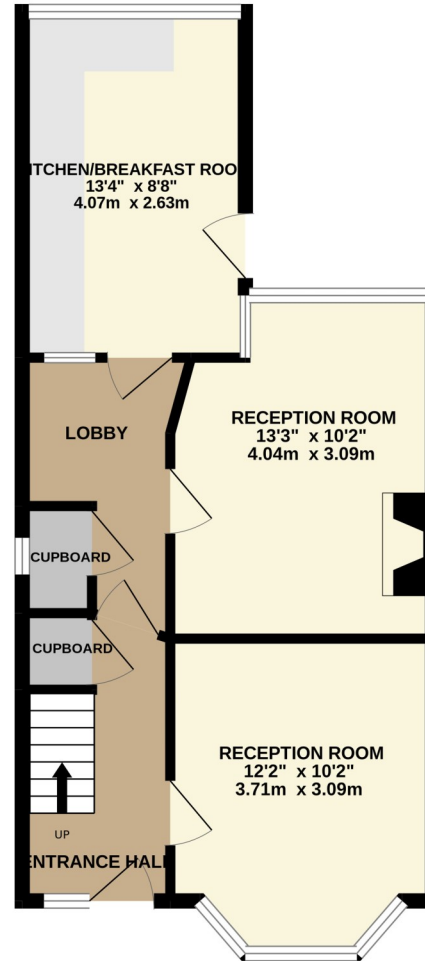 ITCHEN/BREAKFAST ROO
13'4" x 8'8"
4.07m x 2.63m
RECEPTION ROOM
13'3" x 10'2"
4.04m x 3.09m
LOBBY
CUPBOARD
CUPBOARD
RECEPTION ROOM
12'2" x 10'2"
3.71m x 3.09m
UP
ENTRANCE HALL